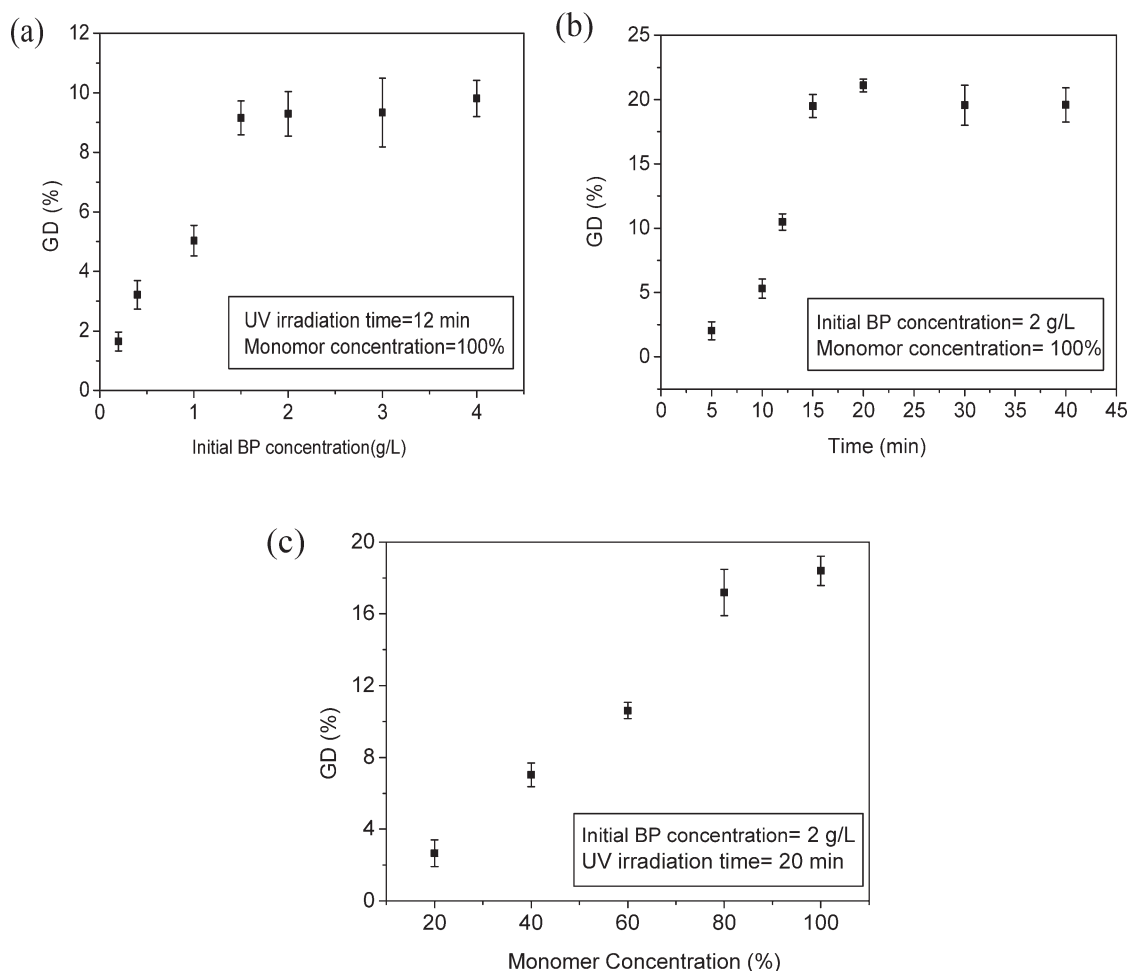 (a)
12
10
8
6
4
2
0
GD (%)
UV irradiation time=12 min
Monomor concentration=100%
0 1 2 3 4
Initial BP concentration(g/L)
(b)
25
20
15
10
5
0
GD (%)
Initial BP concentration= 2 g/L
Monomor concentration= 100%
0 5 10 15 20 25 30 35 40 45
Time (min)
(c)
20
16
12
8
4
0
GD (%)
Initial BP concentration= 2 g/L
UV irradiation time= 20 min
20 40 60 80 100
Monomer Concentration (%)